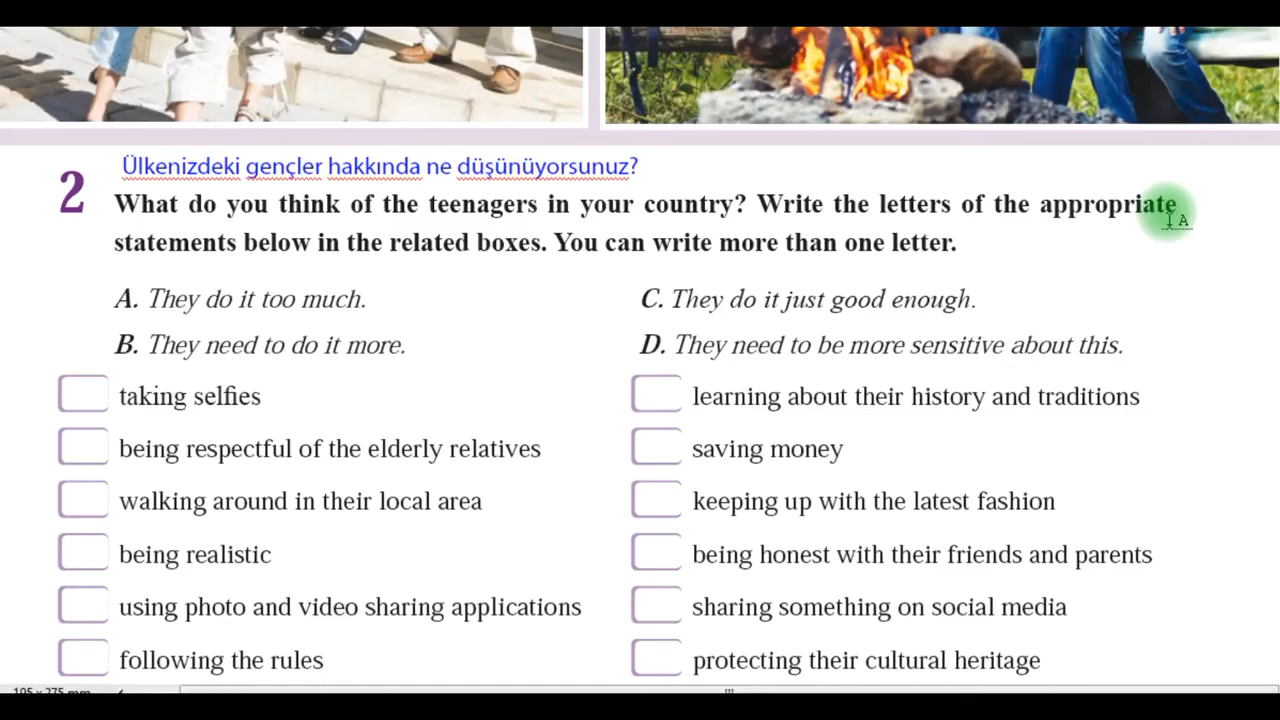 Ülkenizdeki gençler hakkında ne düşünüyorsunuz?
2 What do you think of the teenagers in your country? Write the letters of the appropriate
statements below in the related boxes. You can write more than one letter.
A. They do it too much.
C. They do it just good enough.
B. They need to do it more.
D. They need to be more sensitive about this.
taking selfies
learning about their history and traditions
being respectful of the elderly relatives
saving money
walking around in their local area
keeping up with the latest fashion
being realistic
being honest with their friends and parents
using photo and video sharing applications
sharing something on social media
following the rules
protecting their cultural heritage